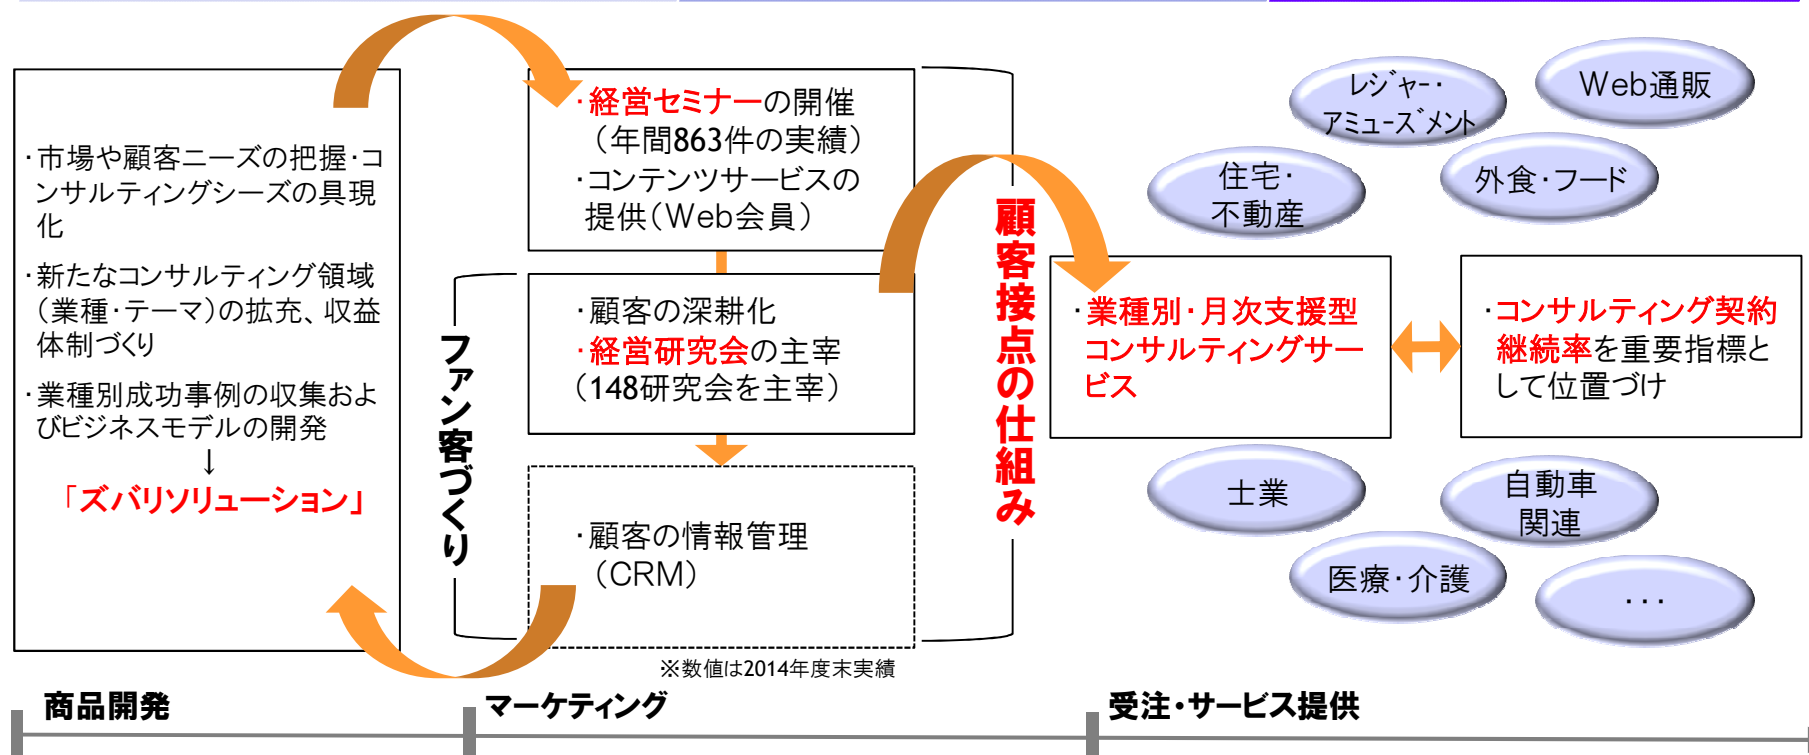 ・市場や顧客ニーズの把握・コ
ンサルティングシーズの具現
化
・新たなコンサルティング領域
（業種・テーマ）の拡充、収益
体制づくり
・業種別成功事例の収集およ
びビジネスモデルの開発
↓
「ズバリソリューション」
ファン客づくり
・経営セミナーの開催
（年間863件の実績）
・コンテンツサービスの
提供（Web会員）
・顧客の深耕化
・経営研究会の主宰
（148研究会を主宰）
・顧客の情報管理
（CRM）
※数値は2014年度末実績
顧客接点の仕組み
レジャー・
アミューズメント
Web通販
住宅・
不動産
外食・フード
・業種別・月次支援型
コンサルティングサー
ビス
・コンサルティング契約
継続率を重要指標と
して位置づけ
士業
自動車
関連
医療・介護
・・・
商品開発
マーケティング
受注・サービス提供